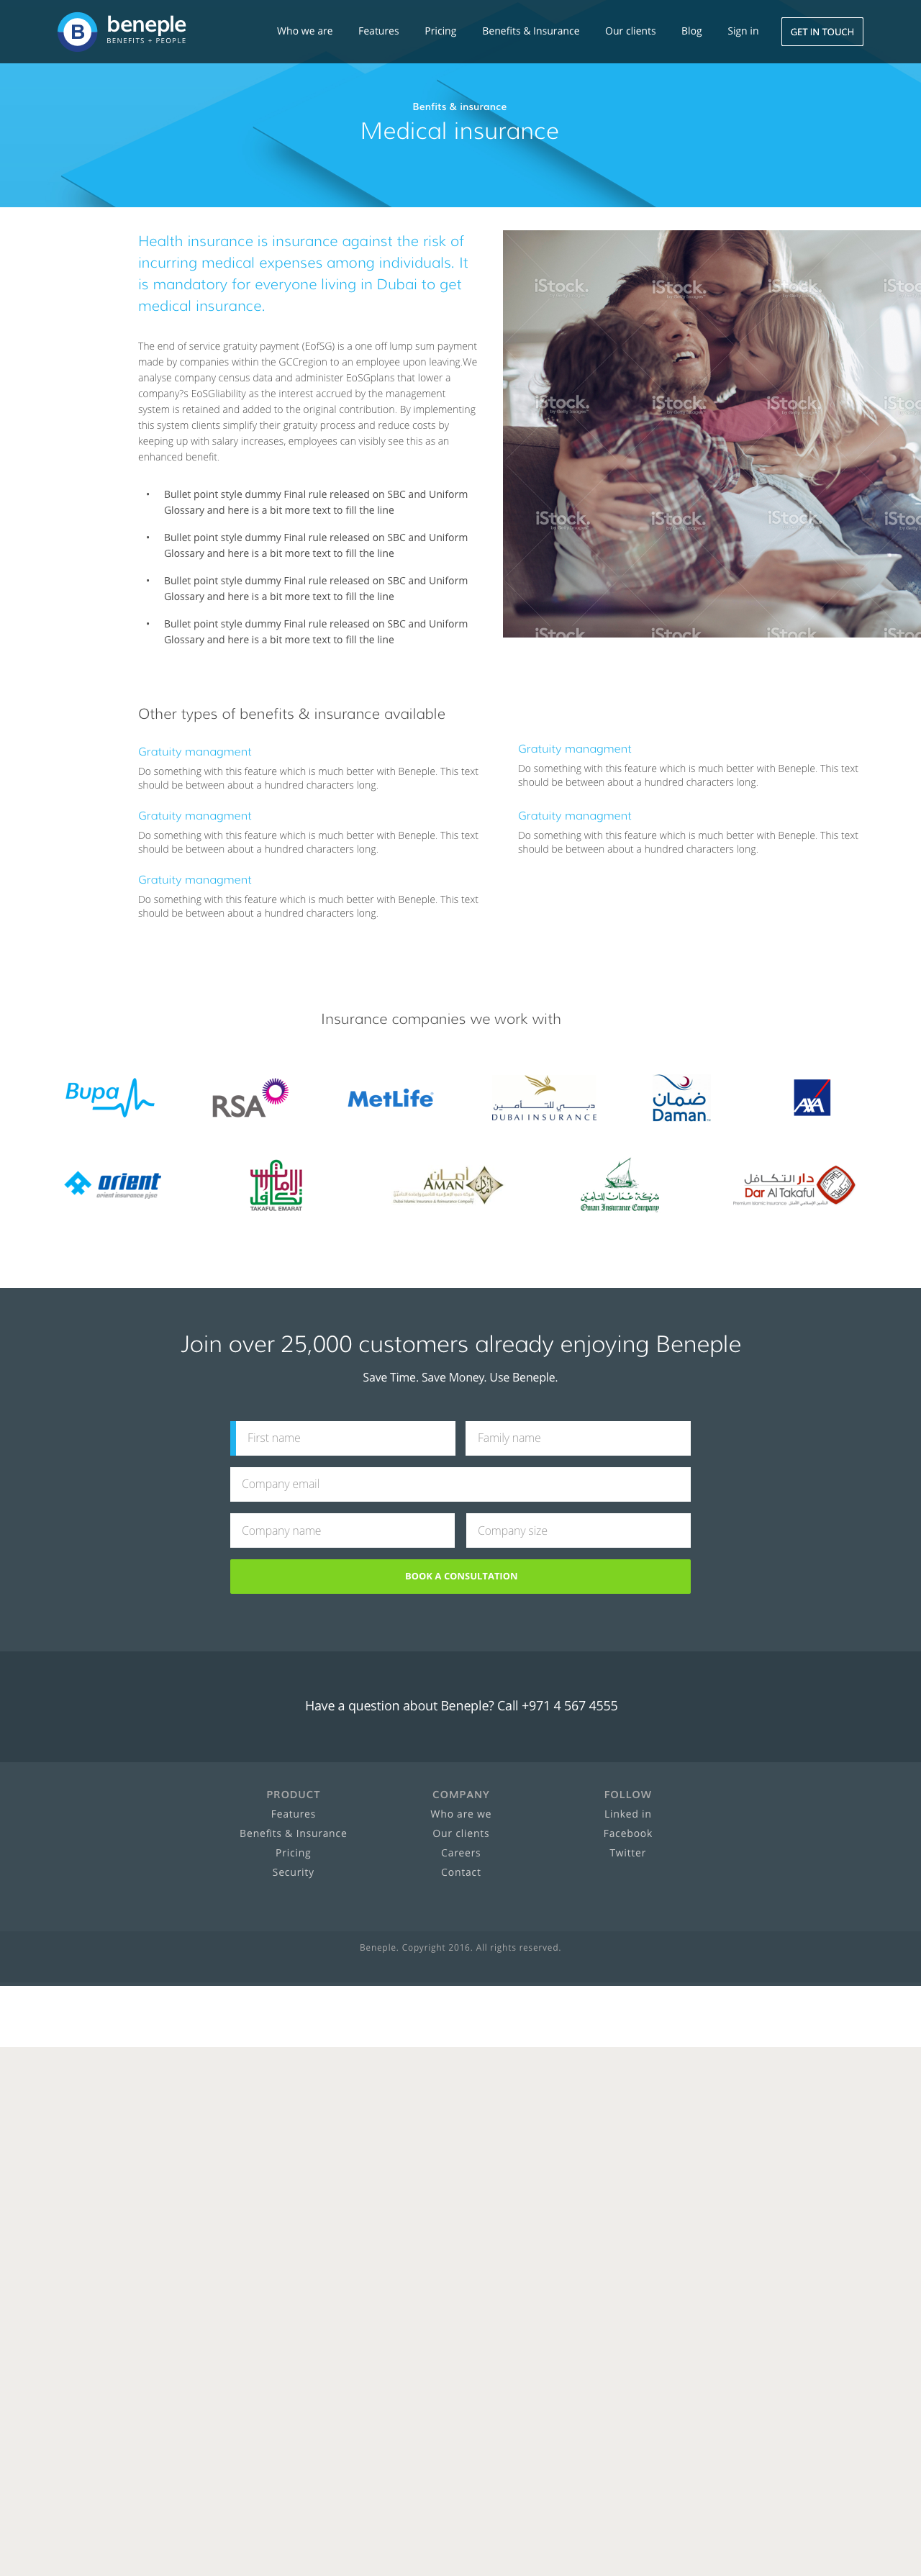 beneple
BENEFITS + PEOPLE
B
Who we are
Features
Pricing
Benefits & Insurance
Our clients
Blog
Sign in
GET IN TOUCH
Benfits & insurance
Medical insurance
Health insurance is insurance against the risk of
incurring medical expenses among individuals. It
is mandatory for everyone living in Dubai to get
medical insurance.
The end of service gratuity payment (EofSG) is a one off lump sum payment
made by companies within the GCCregion to an employee upon leaving.We
analyse company census data and administer EoSGplans that lower a
company?s EoSGliability as the interest accrued by the management
system is retained and added to the original contribution. By implementing
this system clients simplify their gratuity process and reduce costs by
keeping up with salary increases, employees can visibly see this as an
enhanced benefit.
• Bullet point style dummy Final rule released on SBC and Uniform
Glossary and here is a bit more text to fill the line
• Bullet point style dummy Final rule released on SBC and Uniform
Glossary and here is a bit more text to fill the line
• Bullet point style dummy Final rule released on SBC and Uniform
Glossary and here is a bit more text to fill the line
• Bullet point style dummy Final rule released on SBC and Uniform
Glossary and here is a bit more text to fill the line
iStock.
iStock.
iStock.
iStock.
iStock.
iStock.
iStock.
iStock.
iStock.
iStock.
iStock.
iStock.
Other types of benefits & insurance available
Gratuity managment
Do something with this feature which is much better with Beneple. This text
should be between about a hundred characters long.
Gratuity managment
Do something with this feature which is much better with Beneple. This text
should be between about a hundred characters long.
Gratuity managment
Do something with this feature which is much better with Beneple. This text
should be between about a hundred characters long.
Gratuity managment
Do something with this feature which is much better with Beneple. This text
should be between about a hundred characters long.
Gratuity managment
Do something with this feature which is much better with Beneple. This text
should be between about a hundred characters long.
Insurance companies we work with
Bupa
RSA
MetLife
دبـــي للتـــأمـــين
DUBAI INSURANCE
ضمان
Daman
AXA
orient
orient insurance pjsc
TAKAFUL EMARAT
أمــان
AMAN
Dubai Islamic Insurance & Reinsurance Company
شركة عمان للتأمين
Oman Insurance Company
دار التكافل
Dar Al Takaful
Premium Islamic Insurance
Join over 25,000 customers already enjoying Beneple
Save Time. Save Money. Use Beneple.
First name
Family name
Company email
Company name
Company size
BOOK A CONSULTATION
Have a question about Beneple? Call +971 4 567 4555
PRODUCT
Features
Benefits & Insurance
Pricing
Security
COMPANY
Who are we
Our clients
Careers
Contact
FOLLOW
Linked in
Facebook
Twitter
Beneple. Copyright 2016. All rights reserved.